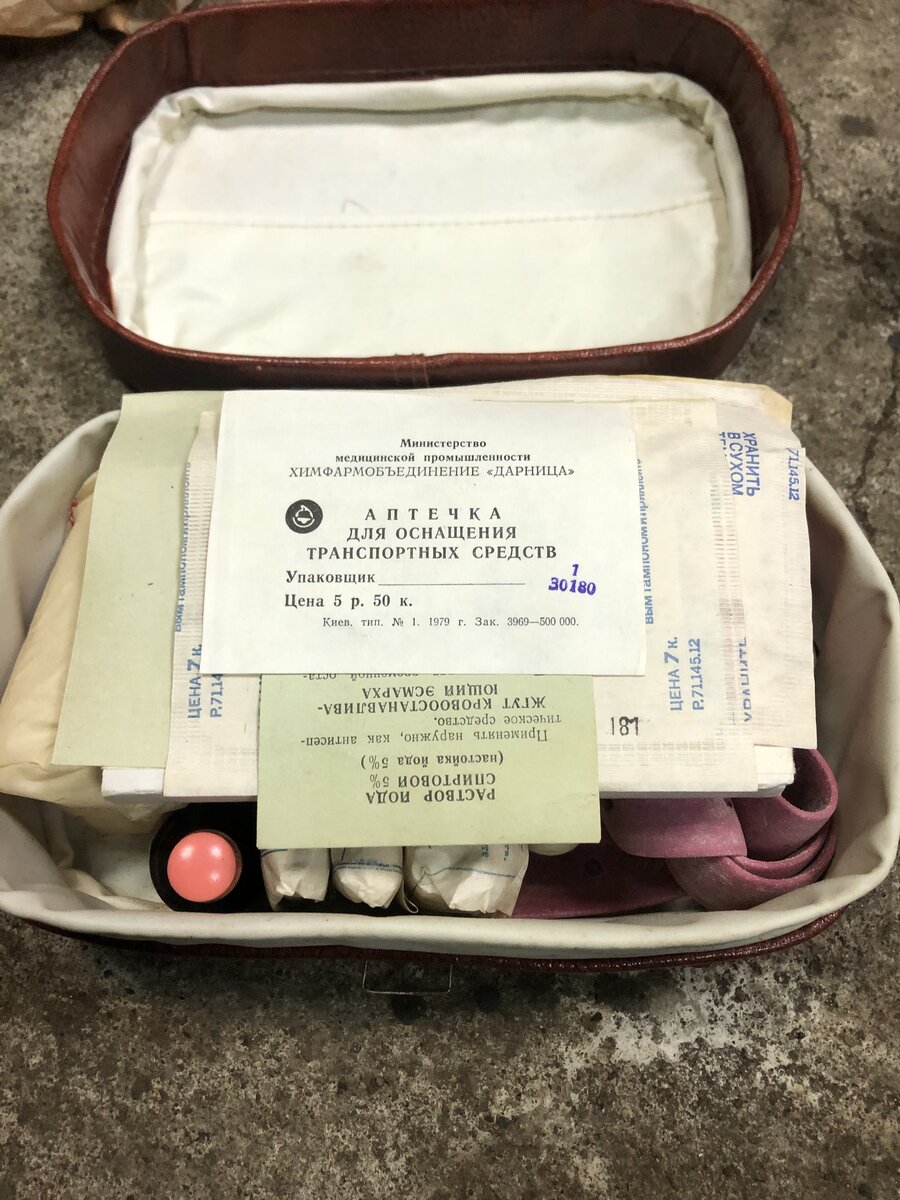 Министерство
медицинской промышленности
ХИМФАРМОБЪЕДИНЕНИЕ «ДАРНИЦА»
АПТЕЧКА
ДЛЯ ОСНАЩЕНИЯ
ТРАНСПОРТНЫХ СРЕДСТВ
Упаковщик
1
30180
Цена 5 р. 50 к.
Киев. тип. № 1. 1979 г. Зак. 3969—500 000.
РАСТВОР ЙОДА
СПИРТОВОЙ 5%
(настойка йода 5%)
Применять наружно, как антисеп-
тическое средство.
ЖГУТ КРОВООСТАНАВЛИВА-
ЮЩИЙ ЭСМАРХА
ЦЕНА 7 к.
Р.71.14
ЦЕНА 7 к.
Р.71.145.12
ХРАНИТЬ
В СУХОМ
71.145.12
181